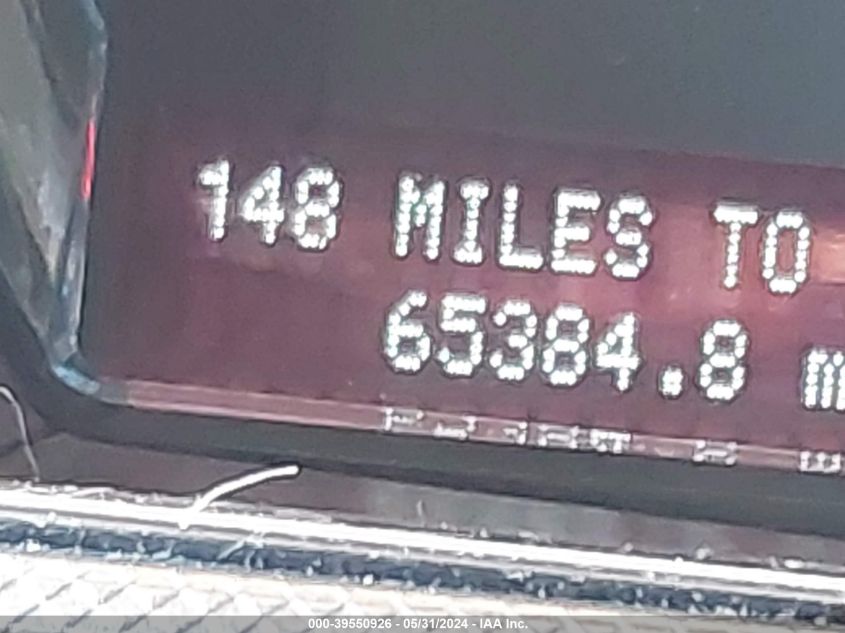 148 MILES TO
65384.8 m
000-39550926 - 05/31/2024 - IAA Inc.